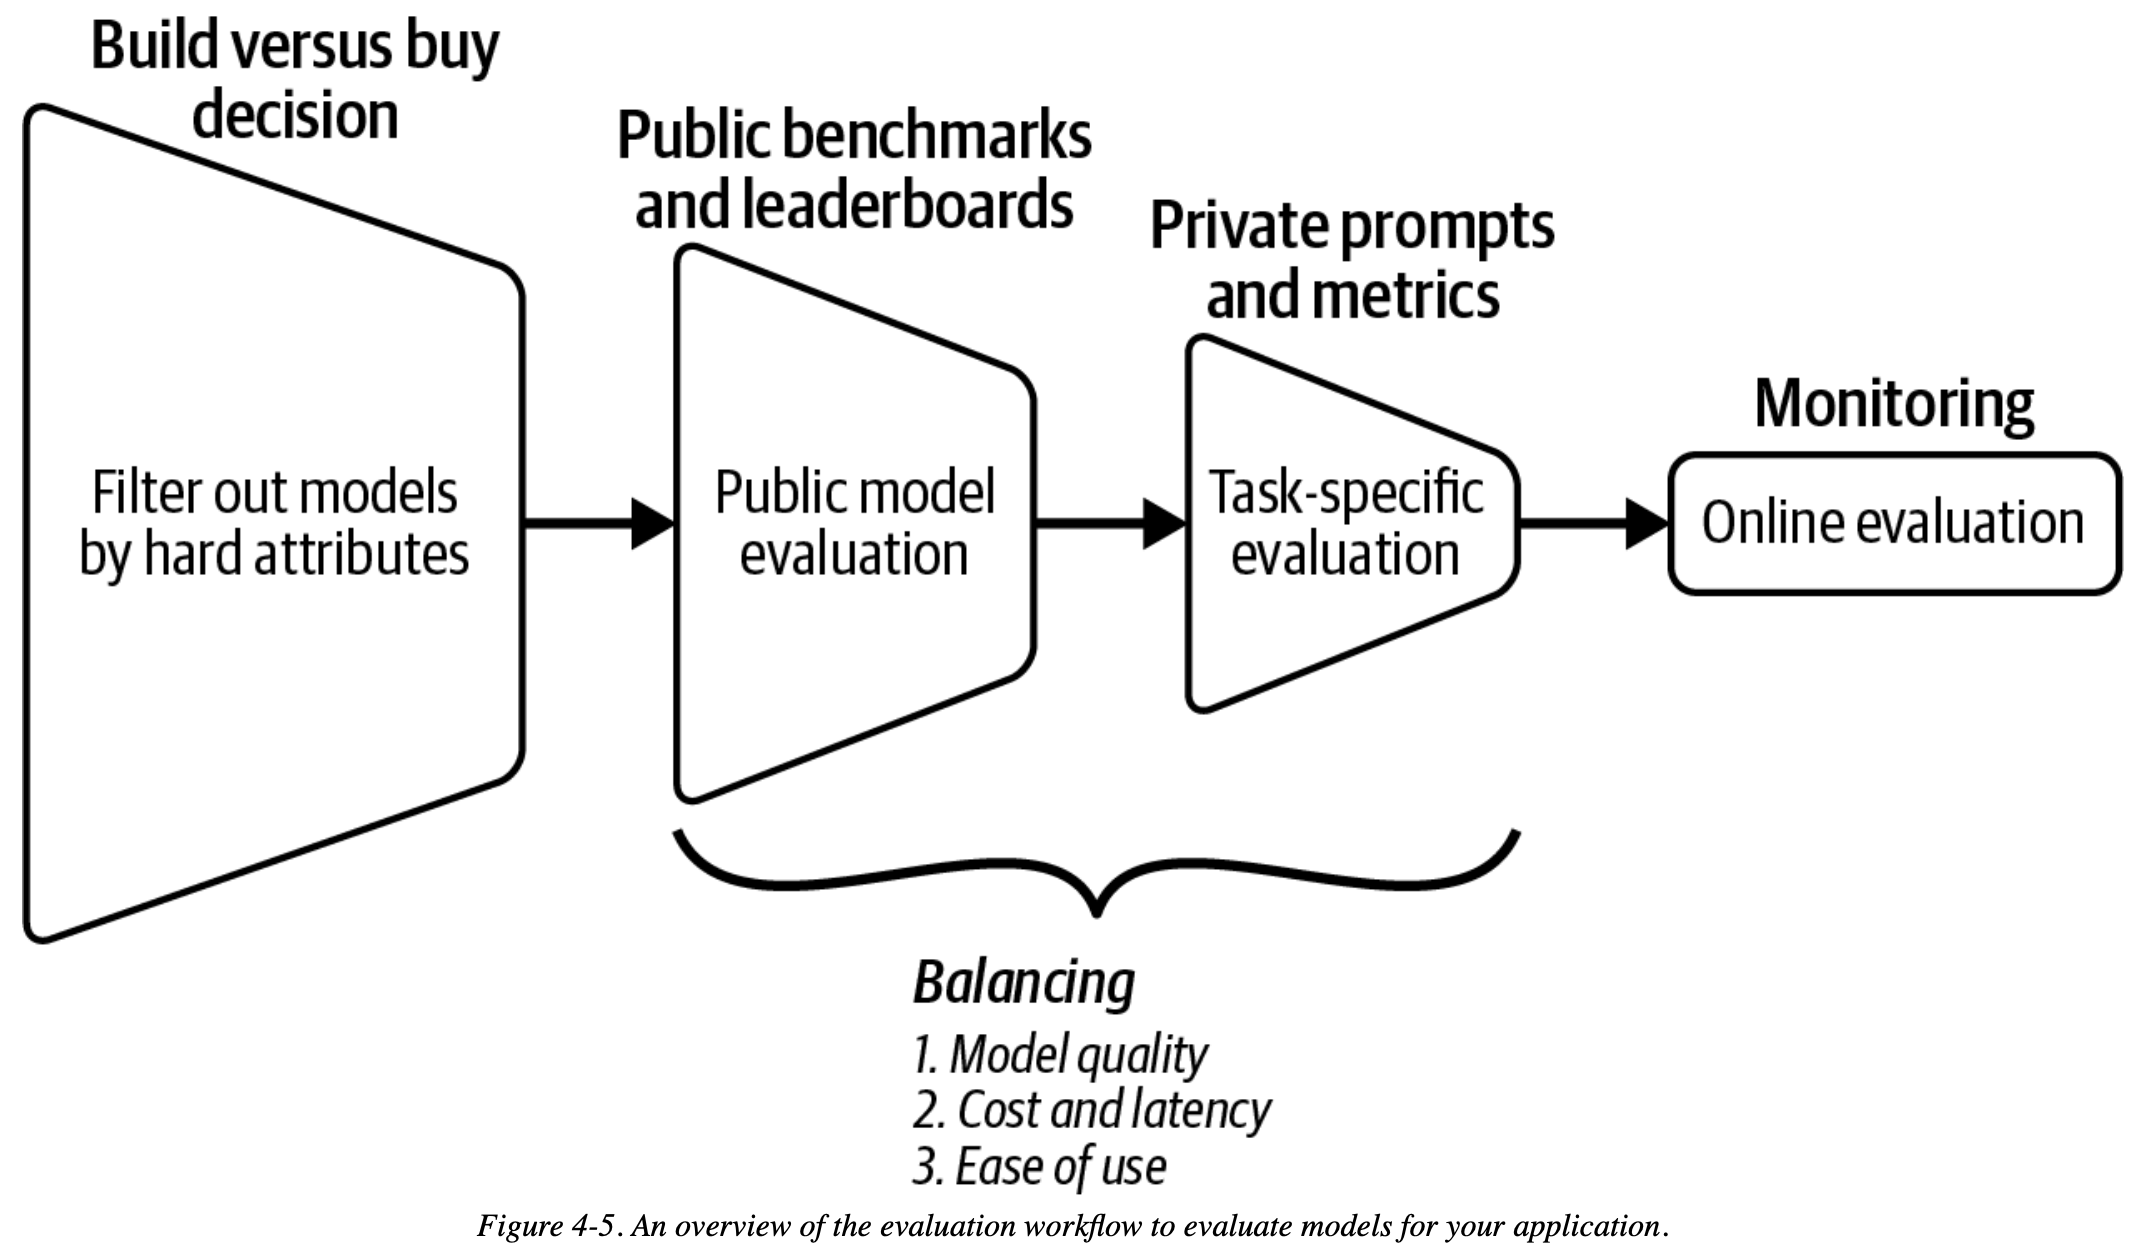 Build versus buy
decision
Filter out models
by hard attributes
Public benchmarks
and leaderboards
Public model
evaluation
Private prompts
and metrics
Task-specific
evaluation
Monitoring
Online evaluation
Balancing
1. Model quality
2. Cost and latency
3. Ease of use
Figure 4-5. An overview of the evaluation workflow to evaluate models for your application.